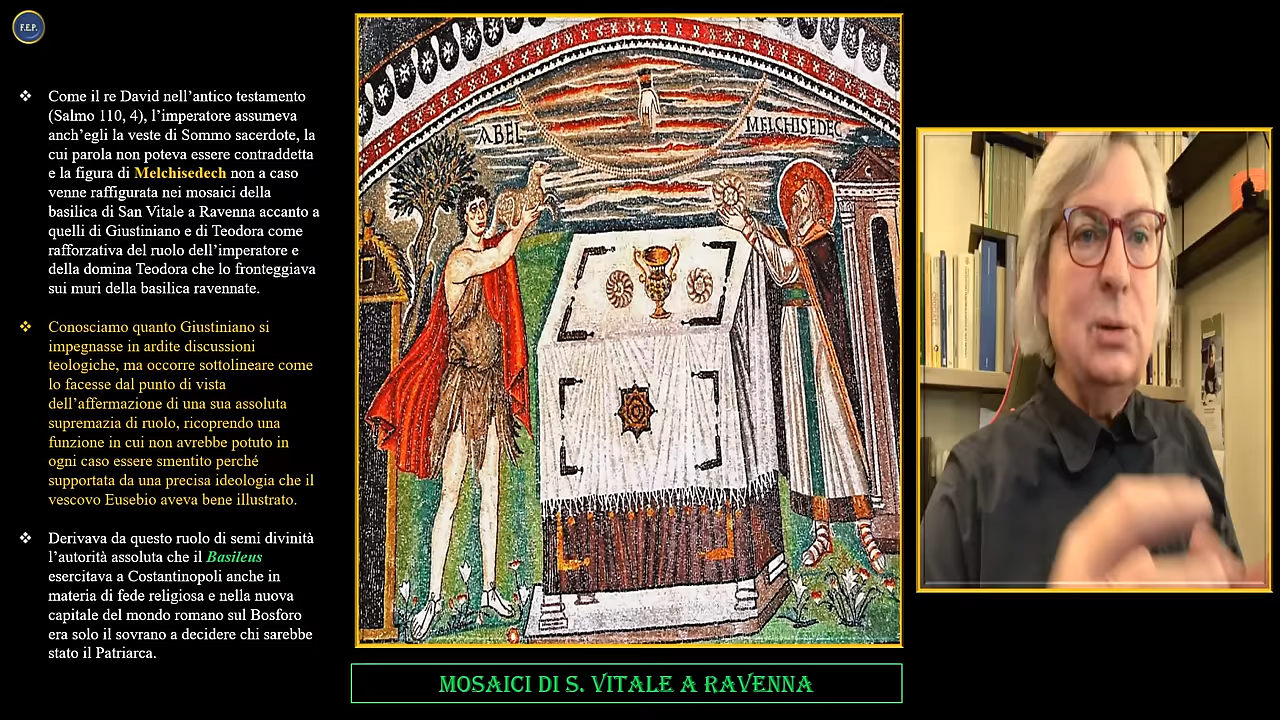 F.E.P.
❖ Come il re David nell’antico testamento
(Salmo 110, 4), l’imperatore assumeva
anch’egli la veste di Sommo sacerdote, la
cui parola non poteva essere contraddetta
e la figura di Melchisedech non a caso
venne raffigurata nei mosaici della
basilica di San Vitale a Ravenna accanto a
quelli di Giustiniano e di Teodora come
rafforzativa del ruolo dell’imperatore e
della domina Teodora che lo fronteggiava
sui muri della basilica ravennate.
❖ Conosciamo quanto Giustiniano si
impegnasse in ardite discussioni
teologiche, ma occorre sottolineare come
lo facesse dal punto di vista
dell’affermazione di una sua assoluta
supremazia di ruolo, ricoprendo una
funzione in cui non avrebbe potuto in
ogni caso essere smentito perché
supportata da una precisa ideologia che il
vescovo Eusebio aveva bene illustrato.
❖ Derivava da questo ruolo di semi divinità
l’autorità assoluta che il Basileus
esercitava a Costantinopoli anche in
materia di fede religiosa e nella nuova
capitale del mondo romano sul Bosforo
era solo il sovrano a decidere chi sarebbe
stato il Patriarca.
ABEL
MELCHISEDEC
MOSAICI DI S. VITALE A RAVENNA